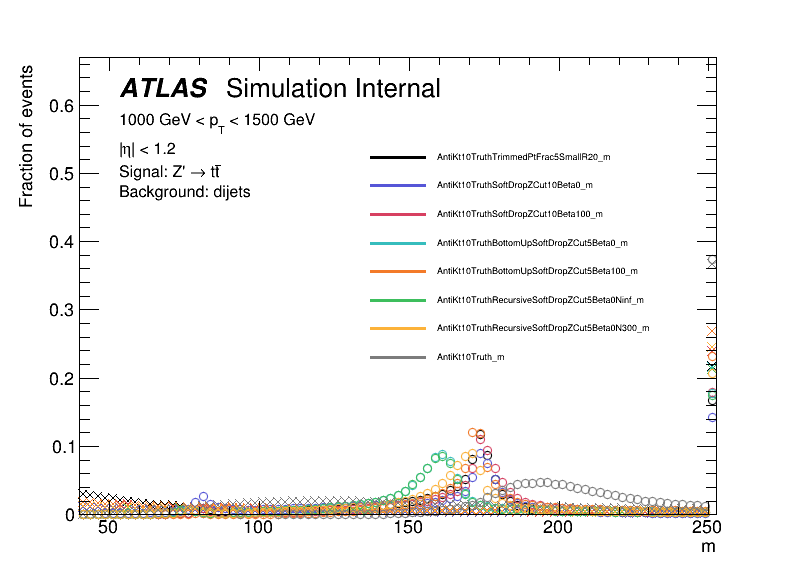 ATLAS Simulation Internal
1000 GeV < p_T < 1500 GeV
|η| < 1.2
Signal: Z' → tt̄
Background: dijets
AntiKt10TruthTrimmedPtFrac5SmallR20_m
AntiKt10TruthSoftDropZCut10Beta0_m
AntiKt10TruthSoftDropZCut10Beta100_m
AntiKt10TruthBottomUpSoftDropZCut5Beta0_m
AntiKt10TruthBottomUpSoftDropZCut5Beta100_m
AntiKt10TruthRecursiveSoftDropZCut5Beta0Ninf_m
AntiKt10TruthRecursiveSoftDropZCut5Beta0N300_m
AntiKt10Truth_m
Fraction of events
0.6
0.5
0.4
0.3
0.2
0.1
0
50 100 150 200 250
m